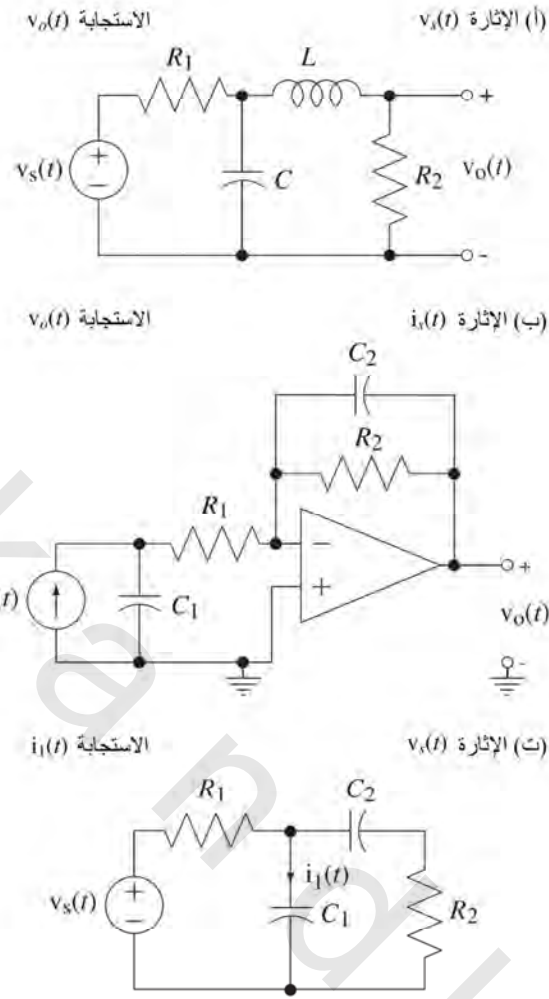 (أ) الإثارة vₛ(t) الاستجابة vₒ(t)
R₁ L
+
vₛ(t) + − C R₂ vₒ(t)
-
(ب) الإثارة iₛ(t) الاستجابة vₒ(t)
C₂
R₂
R₁
−
+
t) C₁ + vₒ(t)
-
(ت) الإثارة vₛ(t) الاستجابة i₁(t)
R₁ C₂
i₁(t)
vₛ(t) + − C₁ R₂